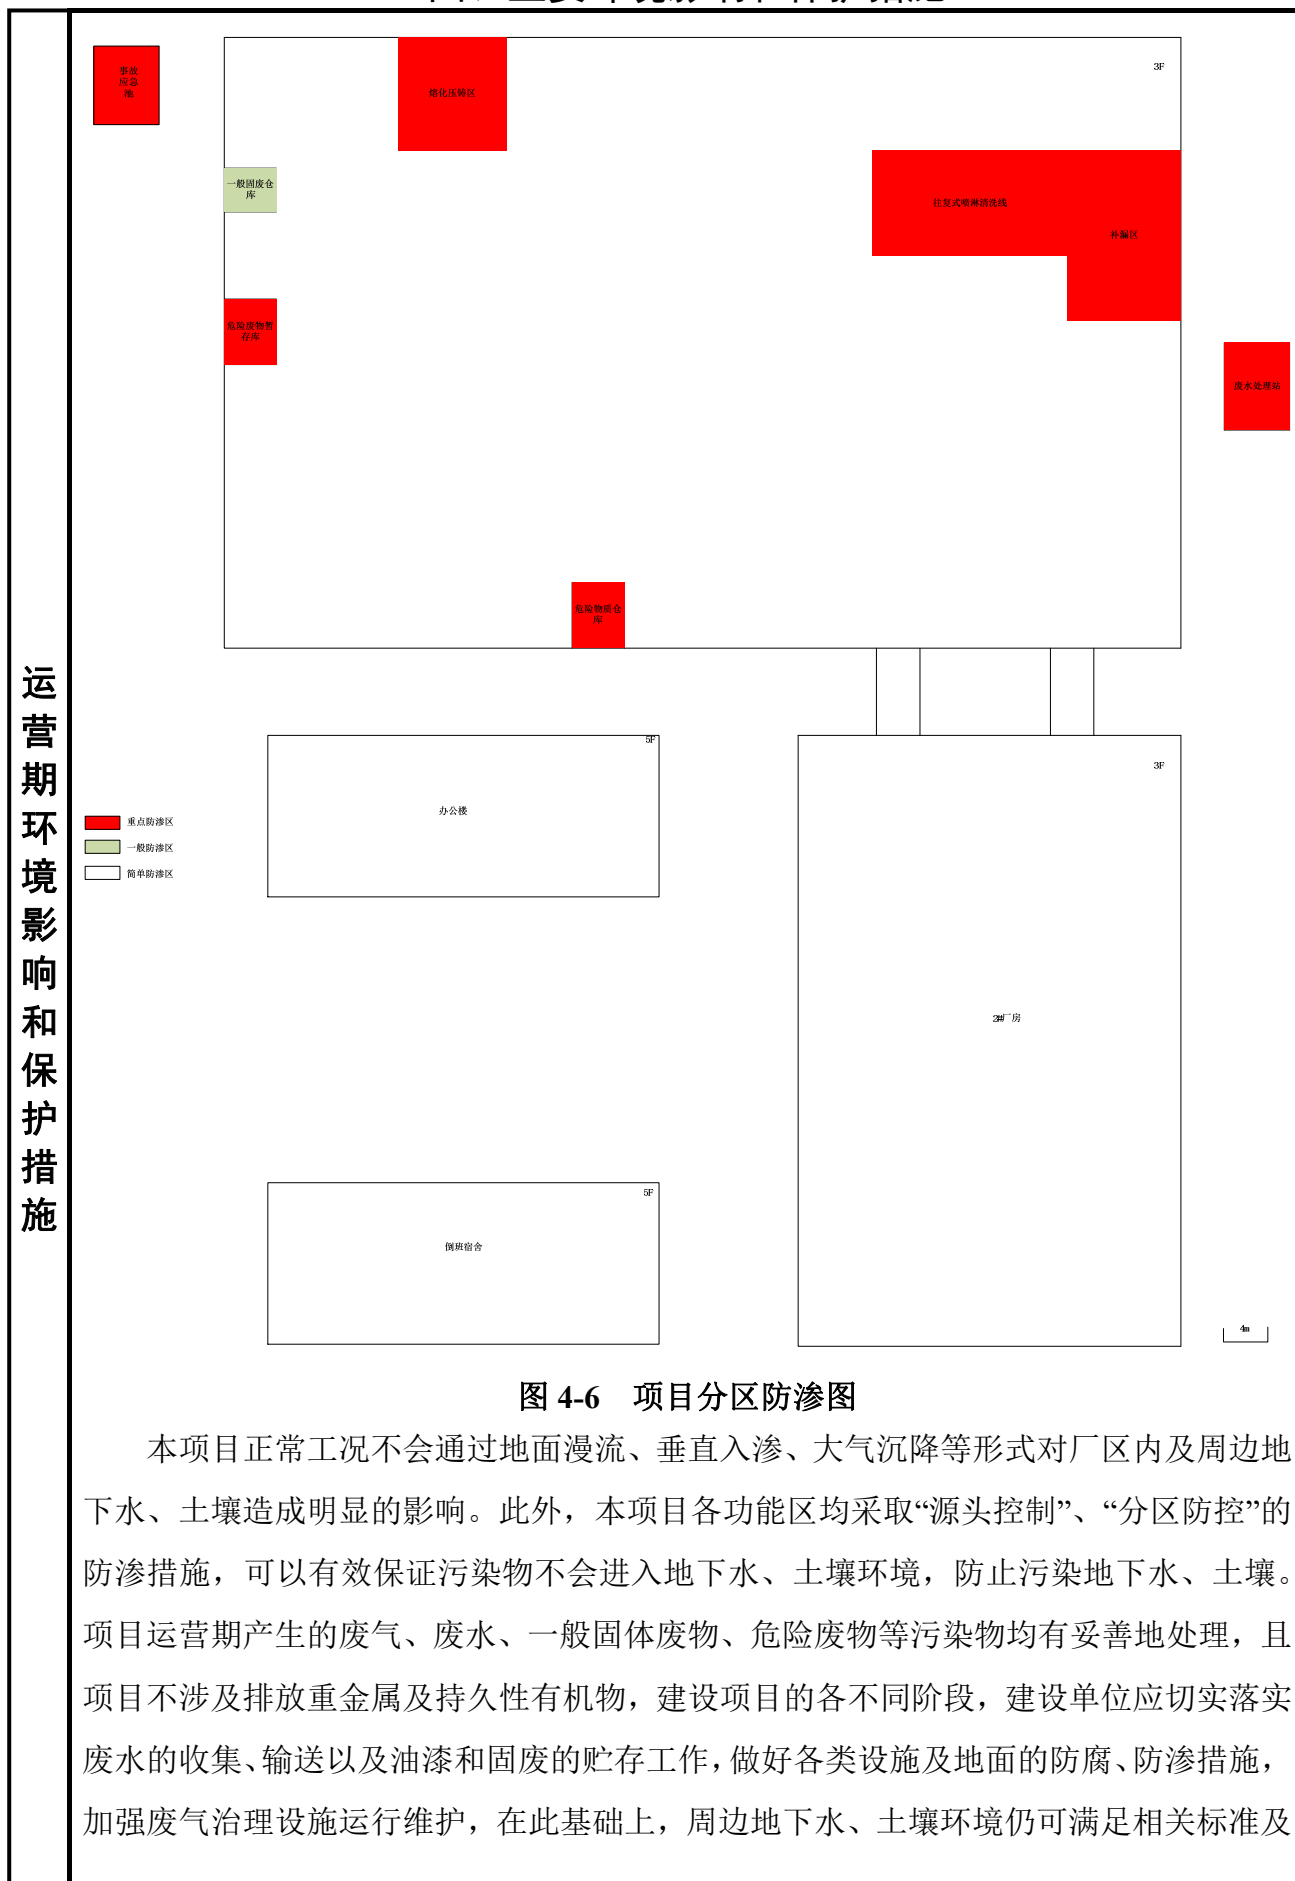 事故
应急
池
熔化压铸区
3F
一般固废仓
库
往复式喷淋清洗线
补漏区
危险废物暂
存库
废水处理站
危险物质仓
库
运
营
期
环
境
影
响
和
保
护
措
施
5F
办公楼
3F
重点防渗区
一般防渗区
简单防渗区
2#厂房
5F
倒班宿舍
4m
图 4-6 项目分区防渗图
本项目正常工况不会通过地面漫流、垂直入渗、大气沉降等形式对厂区内及周边地
下水、土壤造成明显的影响。此外，本项目各功能区均采取“源头控制”、“分区防控”的
防渗措施，可以有效保证污染物不会进入地下水、土壤环境，防止污染地下水、土壤。
项目运营期产生的废气、废水、一般固体废物、危险废物等污染物均有妥善地处理，且
项目不涉及排放重金属及持久性有机物，建设项目的各不同阶段，建设单位应切实落实
废水的收集、输送以及油漆和固废的贮存工作，做好各类设施及地面的防腐、防渗措施，
加强废气治理设施运行维护，在此基础上，周边地下水、土壤环境仍可满足相关标准及